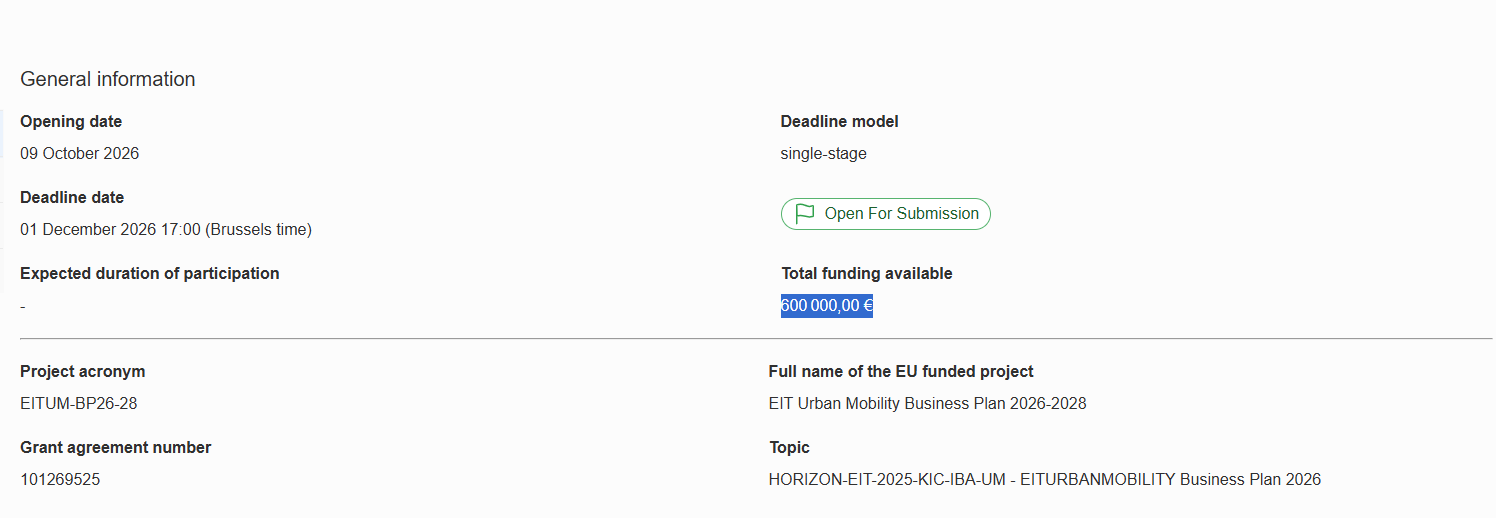 General information
Opening date
09 October 2026
Deadline model
single-stage
Deadline date
01 December 2026 17:00 (Brussels time)
Open For Submission
Expected duration of participation
-
Total funding available
600 000,00 €
Project acronym
EITUM-BP26-28
Full name of the EU funded project
EIT Urban Mobility Business Plan 2026-2028
Grant agreement number
101269525
Topic
HORIZON-EIT-2025-KIC-IBA-UM - EITURBANMOBILITY Business Plan 2026